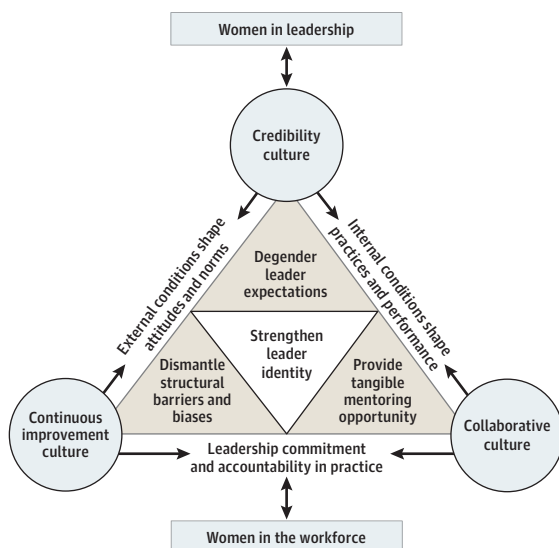 Women in leadership
Credibility
culture
External conditions shape
attitudes and norms
Internal conditions shape
practices and performance
Degender
leader
expectations
Strengthen
leader
identity
Dismantle
structural
barriers and
biases
Provide
tangible
mentoring
opportunity
Continuous
improvement
culture
Collaborative
culture
Leadership commitment
and accountability in practice
Women in the workforce